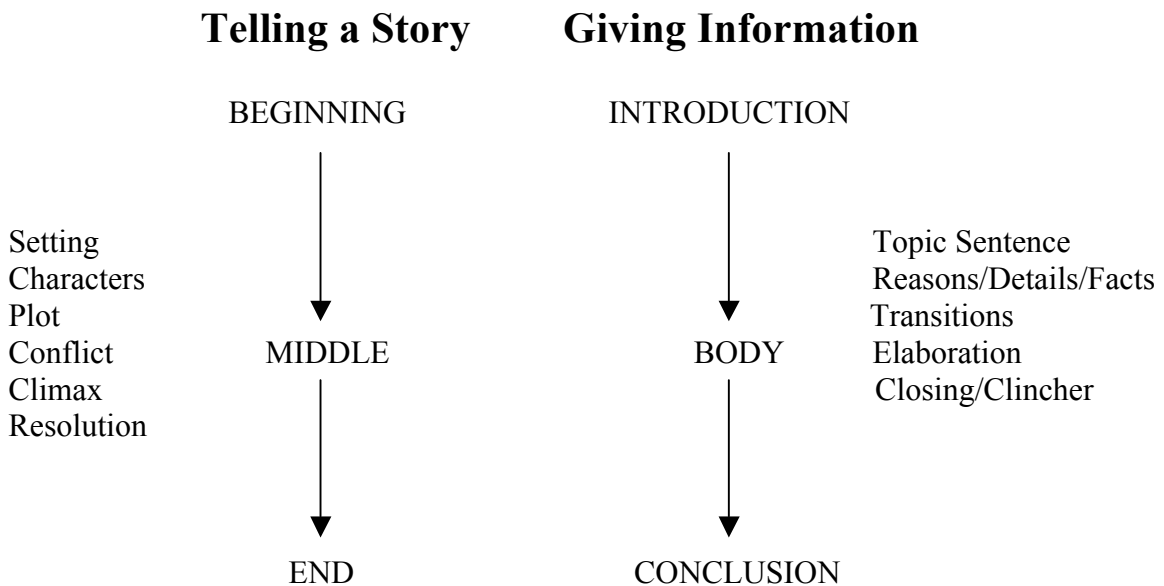 Telling a Story Giving Information
BEGINNING INTRODUCTION
Setting Topic Sentence
Characters Reasons/Details/Facts
Plot Transitions
Conflict MIDDLE BODY Elaboration
Climax Closing/Clincher
Resolution
END CONCLUSION